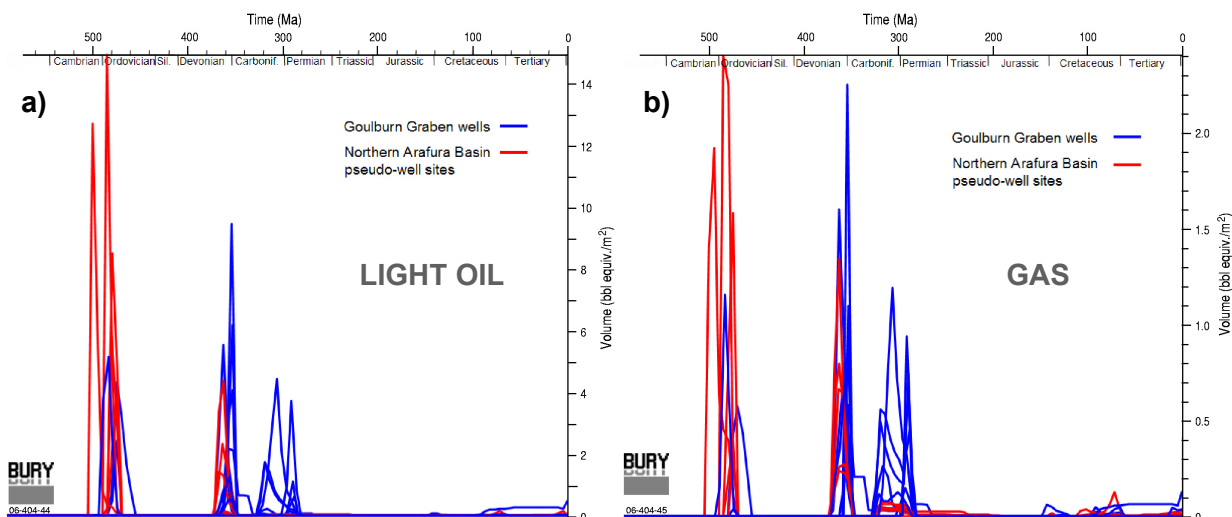 Time (Ma)
500 400 300 200 100 0
Cambrian Ordovician Sil. Devonian Carbonif. Permian Triassic Jurassic Cretaceous Tertiary
a)
14
Goulburn Graben wells
Northern Arafura Basin
pseudo-well sites
12
10
LIGHT OIL
8
6
4
2
0
Volume (bbl equiv./m²)
BURY
06-404-44
Time (Ma)
500 400 300 200 100 0
Cambrian Ordovician Sil. Devonian Carbonif. Permian Triassic Jurassic Cretaceous Tertiary
b)
Goulburn Graben wells
Northern Arafura Basin
pseudo-well sites
2.0
1.5
GAS
1.0
0.5
0
Volume (bbl equiv./m²)
BURY
06-404-45